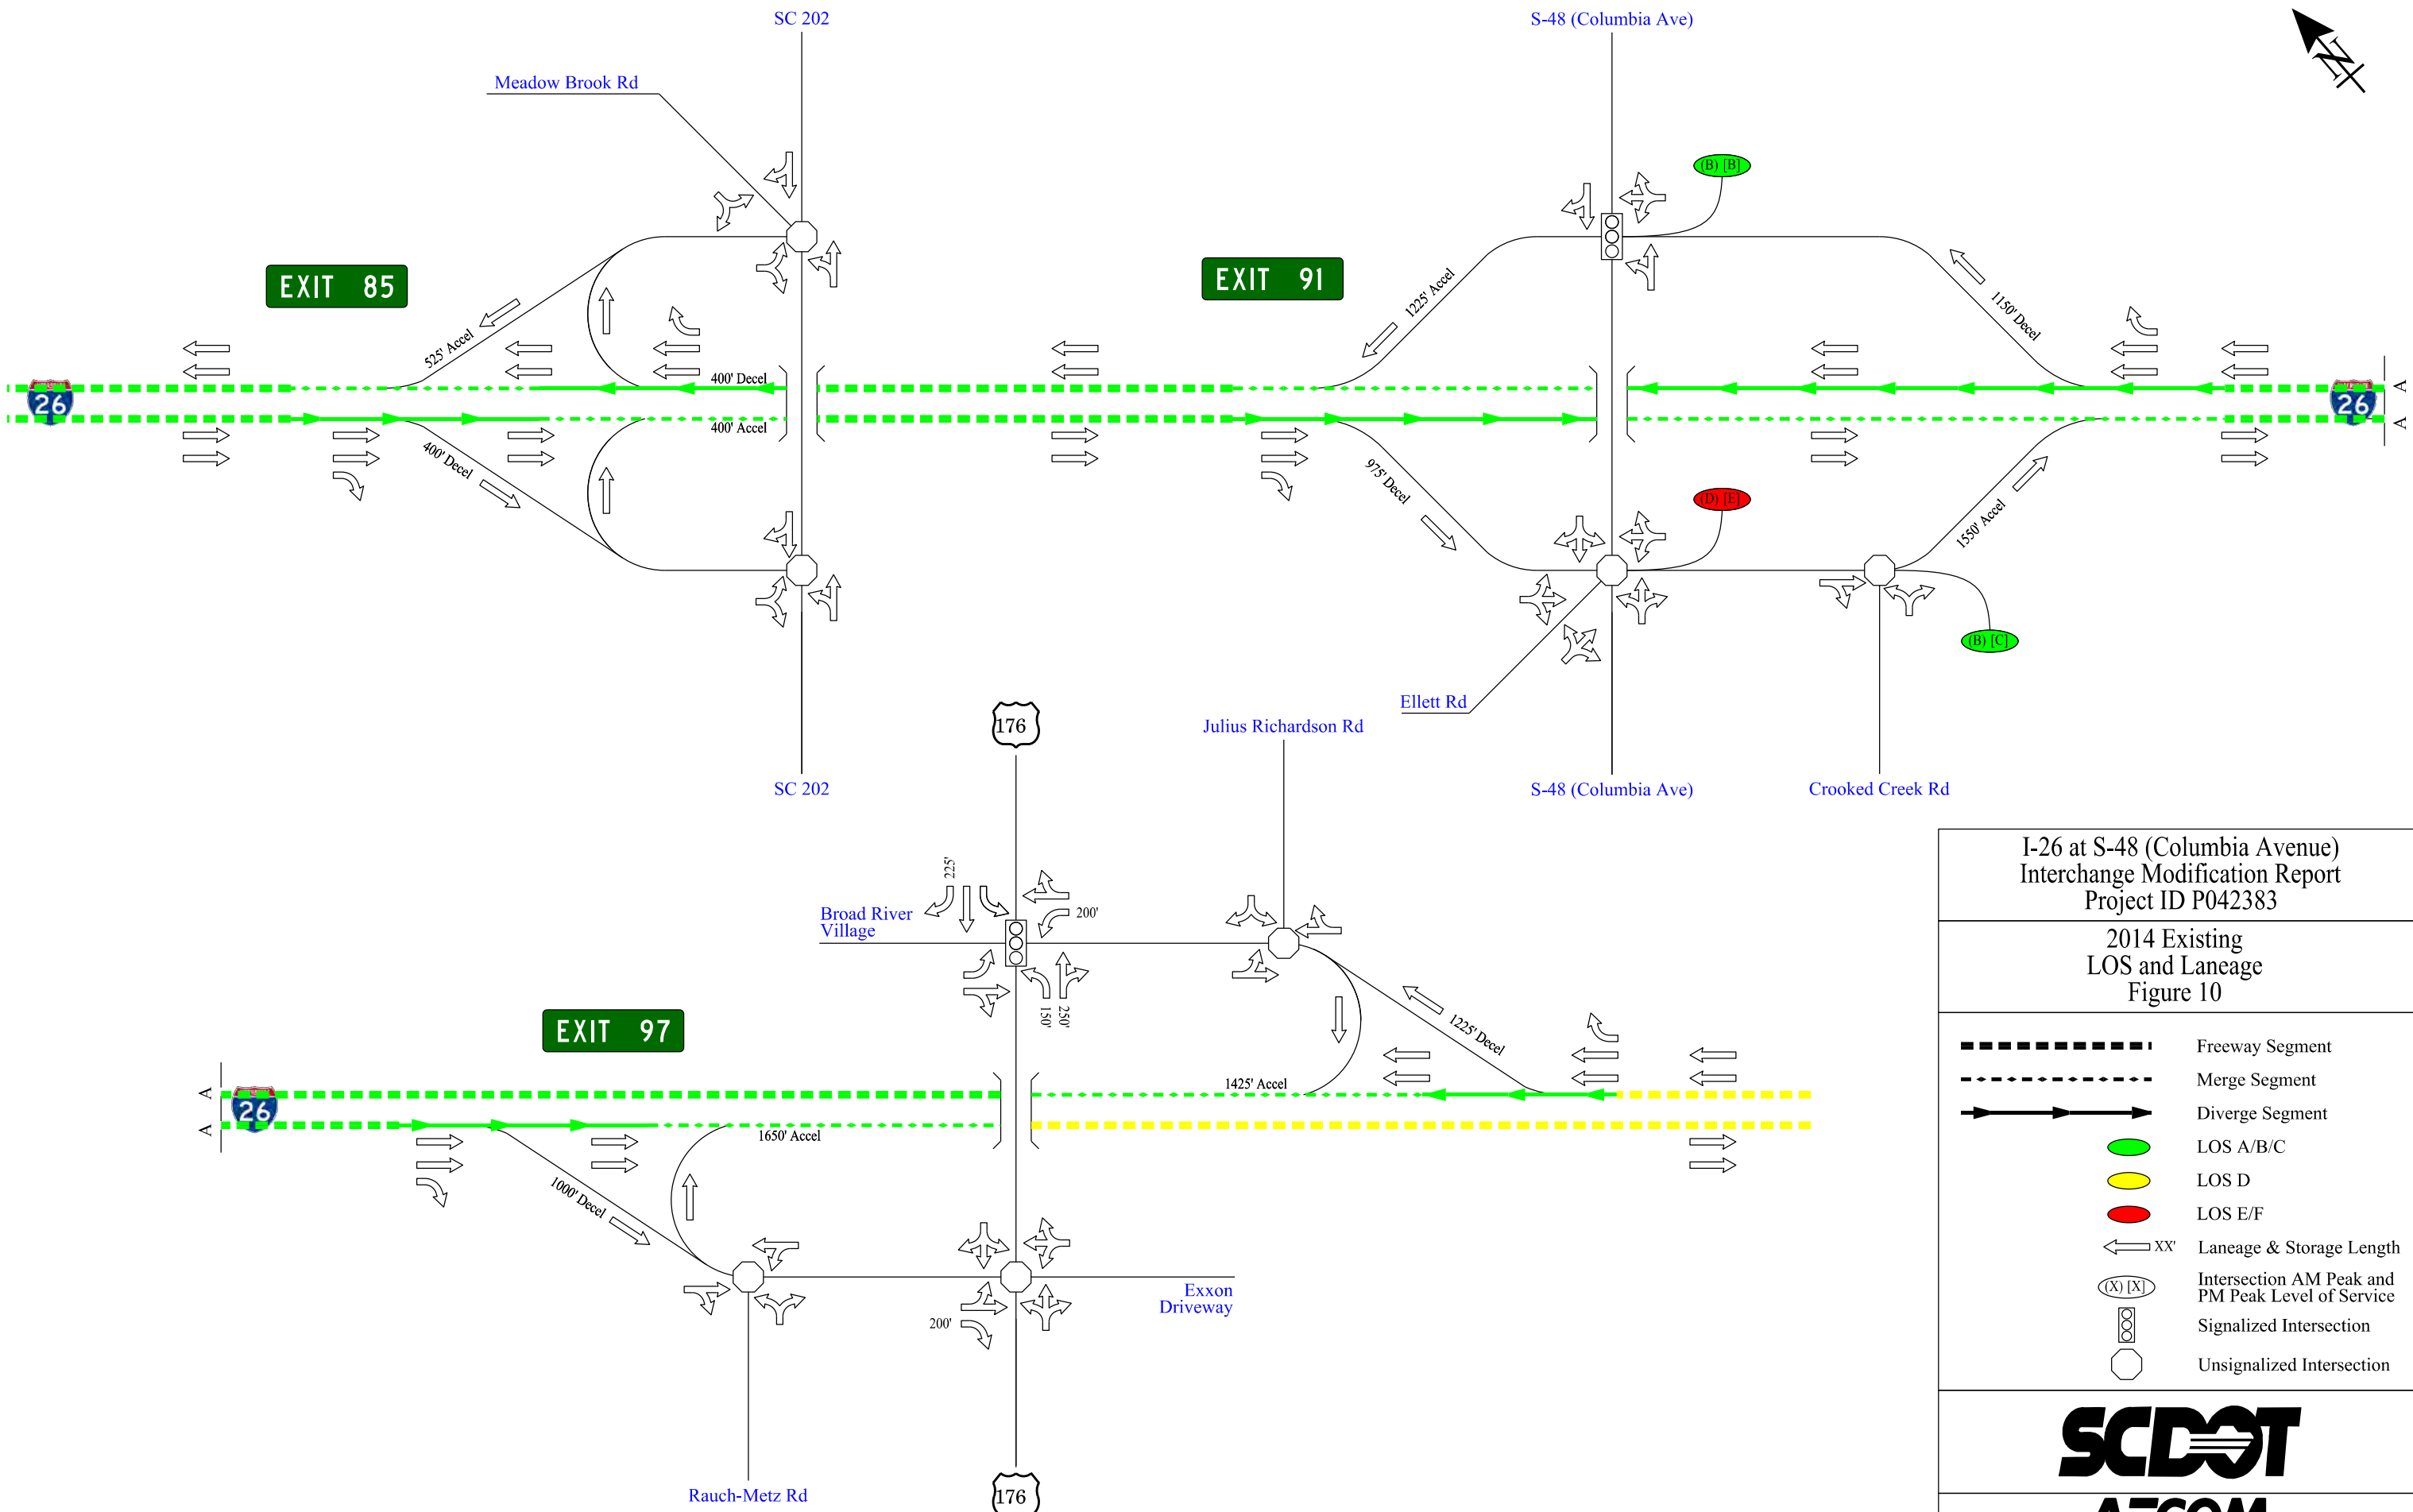 SC 202
S-48 (Columbia Ave)
N
Meadow Brook Rd
(B) [B]
EXIT 85
EXIT 91
525' Accel
1225' Accel
1150' Decel
400' Decel
26
26
A
A
400' Accel
400' Decel
975' Decel
(D) [E]
1550' Accel
(B) [C]
Ellett Rd
176
Julius Richardson Rd
SC 202
S-48 (Columbia Ave)
Crooked Creek Rd
I-26 at S-48 (Columbia Avenue)
Interchange Modification Report
Project ID P042383
2014 Existing
LOS and Laneage
Figure 10
225'
200'
Broad River
Village
150'
250'
EXIT 97
1225' Decel
1425' Accel
A
A
26
1650' Accel
1000' Decel
Exxon
Driveway
200'
Rauch-Metz Rd
176
Freeway Segment
Merge Segment
Diverge Segment
LOS A/B/C
LOS D
LOS E/F
XX' Laneage & Storage Length
(X) [X] Intersection AM Peak and
PM Peak Level of Service
Signalized Intersection
Unsignalized Intersection
SCDOT
AECOM